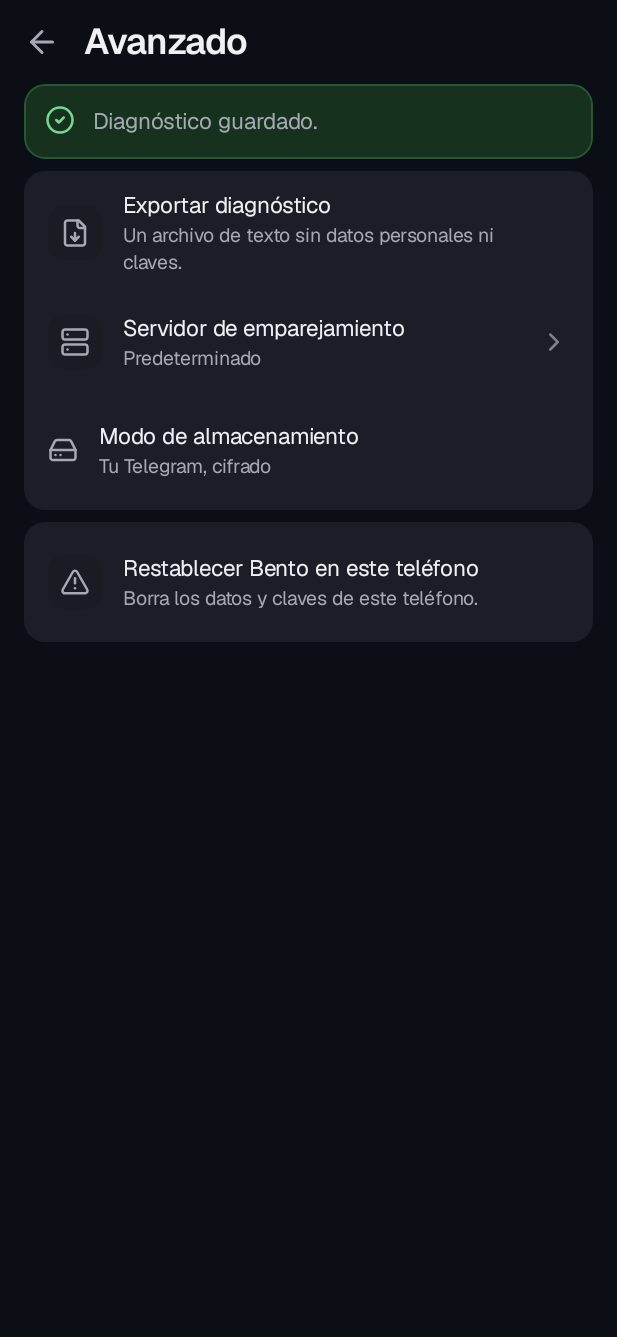 Avanzado
Diagnóstico guardado.
Exportar diagnóstico
Un archivo de texto sin datos personales ni
claves.
Servidor de emparejamiento
Predeterminado
Modo de almacenamiento
Tu Telegram, cifrado
Restablecer Bento en este teléfono
Borra los datos y claves de este teléfono.